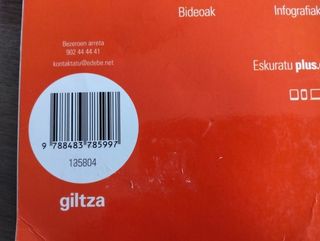 Bideoak
Infografiak
Bezeroen arreta
902 44 44 41
kontaktatu@edebe.net
Eskuratu plus.
9 788483 785997
135804
giltza